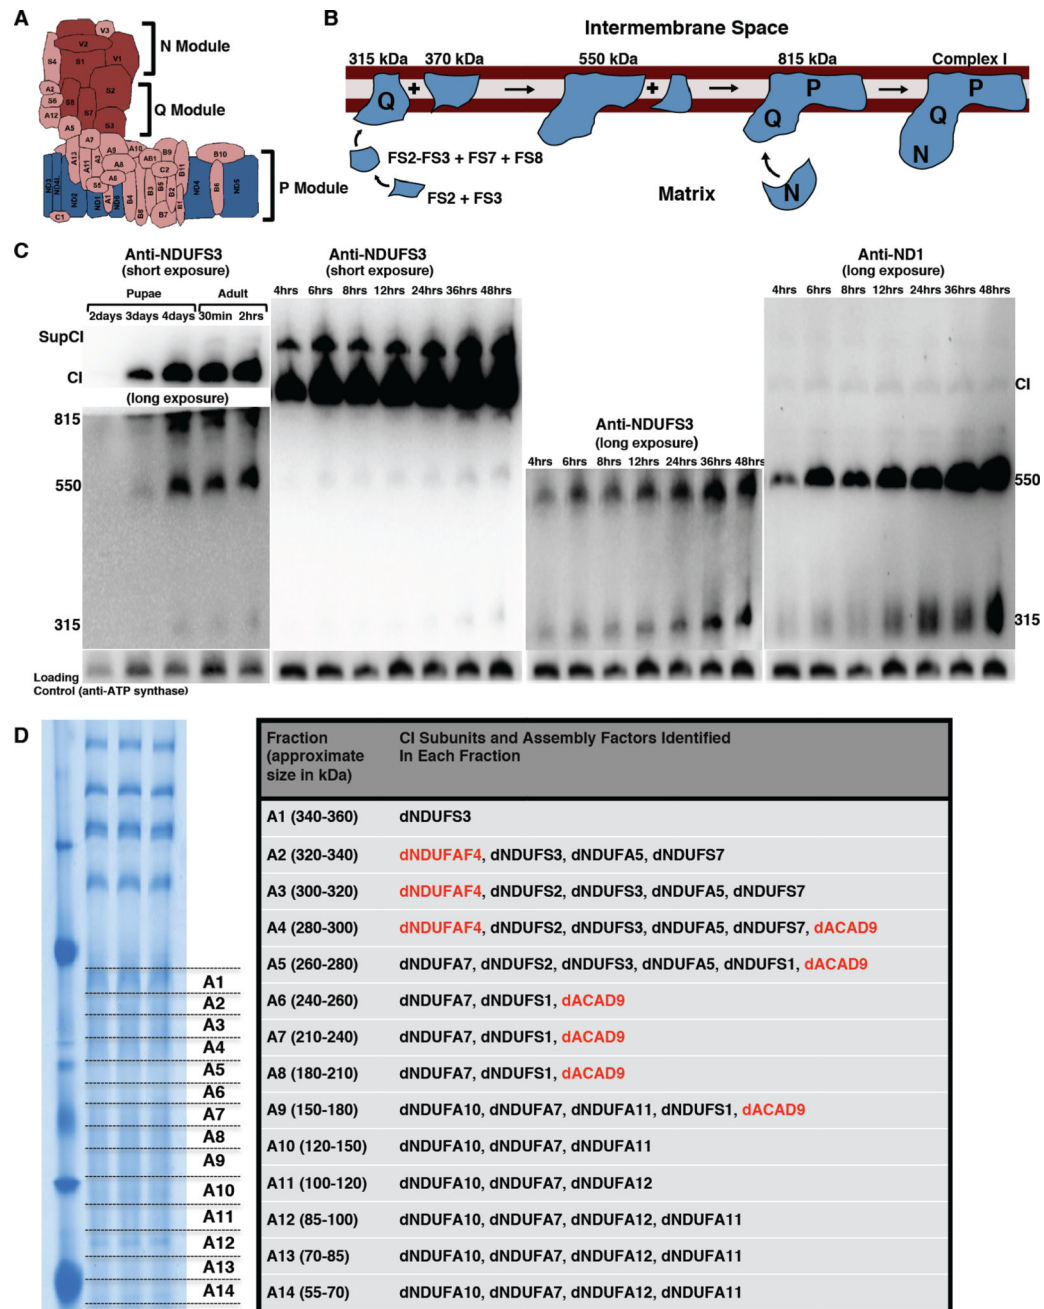 A
V3
V2
S1
V1
S4
S2
A2
S6
S8
A12
S7
A5
S3
N Module
Q Module
P Module
A7
A10
B9
B10
A13
A3
A9
A8
AB1
B11
A11
C2
ND3
ND4L
ND2
S5
A6
ND1
A1
ND6
B4
B3
B5
B2
ND4
B6
ND5
B8
B7
B1
C1
B
Intermembrane Space
315 kDa
370 kDa
550 kDa
815 kDa
Complex I
Q
+
+
P
Q
P
Q
N
N
FS2-FS3 + FS7 + FS8
FS2 + FS3
Matrix
C
Anti-NDUFS3
(short exposure)
Pupae Adult
2days 3days 4days 30min 2hrs
SupCI
CI
(long exposure)
815
550
315
Loading
Control (anti-ATP synthase)
Anti-NDUFS3
(short exposure)
4hrs 6hrs 8hrs 12hrs 24hrs 36hrs 48hrs
Anti-NDUFS3
(long exposure)
4hrs 6hrs 8hrs 12hrs 24hrs 36hrs 48hrs
Anti-ND1
(long exposure)
4hrs 6hrs 8hrs 12hrs 24hrs 36hrs 48hrs
CI
550
315
D
A1
A2
A3
A4
A5
A6
A7
A8
A9
A10
A11
A12
A13
A14
Fraction
(approximate
size in kDa)
CI Subunits and Assembly Factors Identified
In Each Fraction
A1 (340-360) dNDUFS3
A2 (320-340) dNDUFAF4, dNDUFS3, dNDUFA5, dNDUFS7
A3 (300-320) dNDUFAF4, dNDUFS2, dNDUFS3, dNDUFA5, dNDUFS7
A4 (280-300) dNDUFAF4, dNDUFS2, dNDUFS3, dNDUFA5, dNDUFS7, dACAD9
A5 (260-280) dNDUFA7, dNDUFS2, dNDUFS3, dNDUFA5, dNDUFS1, dACAD9
A6 (240-260) dNDUFA7, dNDUFS1, dACAD9
A7 (210-240) dNDUFA7, dNDUFS1, dACAD9
A8 (180-210) dNDUFA7, dNDUFS1, dACAD9
A9 (150-180) dNDUFA10, dNDUFA7, dNDUFA11, dNDUFS1, dACAD9
A10 (120-150) dNDUFA10, dNDUFA7, dNDUFA11
A11 (100-120) dNDUFA10, dNDUFA7, dNDUFA12
A12 (85-100) dNDUFA10, dNDUFA7, dNDUFA12, dNDUFA11
A13 (70-85) dNDUFA10, dNDUFA7, dNDUFA12, dNDUFA11
A14 (55-70) dNDUFA10, dNDUFA7, dNDUFA12, dNDUFA11